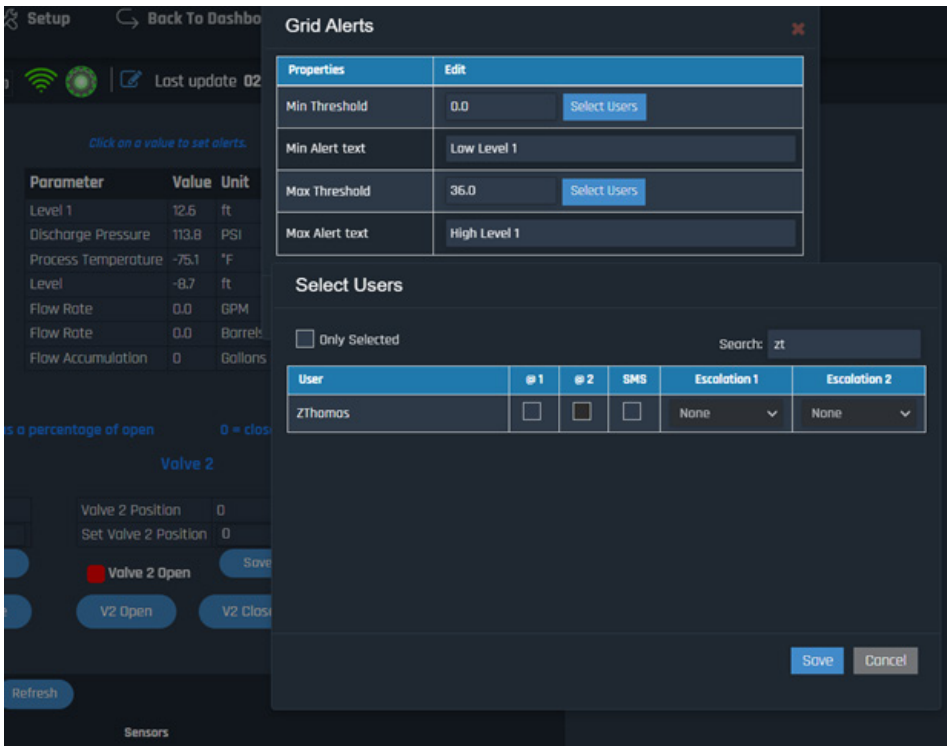 Setup Back To Dashbo
Last update 02
Click on a value to set alerts.
Parameter Value Unit
Level 1 12.6 ft
Discharge Pressure 113.8 PSI
Process Temperature -75.1 °F
Level -8.7 ft
Flow Rate 0.0 GPM
Flow Rate 0.0 Barrels
Flow Accumulation 0 Gallons
as a percentage of open 0 = clos
Valve 2
Valve 2 Position 0
Set Valve 2 Position 0
Save
Valve 2 Open
V2 Open V2 Close
Refresh
Sensors
Grid Alerts
Properties Edit
Min Threshold 0.0 Select Users
Min Alert text Low Level 1
Max Threshold 36.0 Select Users
Max Alert text High Level 1
Select Users
Only Selected Search: zt
User @ 1 @ 2 SMS Escalation 1 Escalation 2
ZThomas None None
Save Cancel